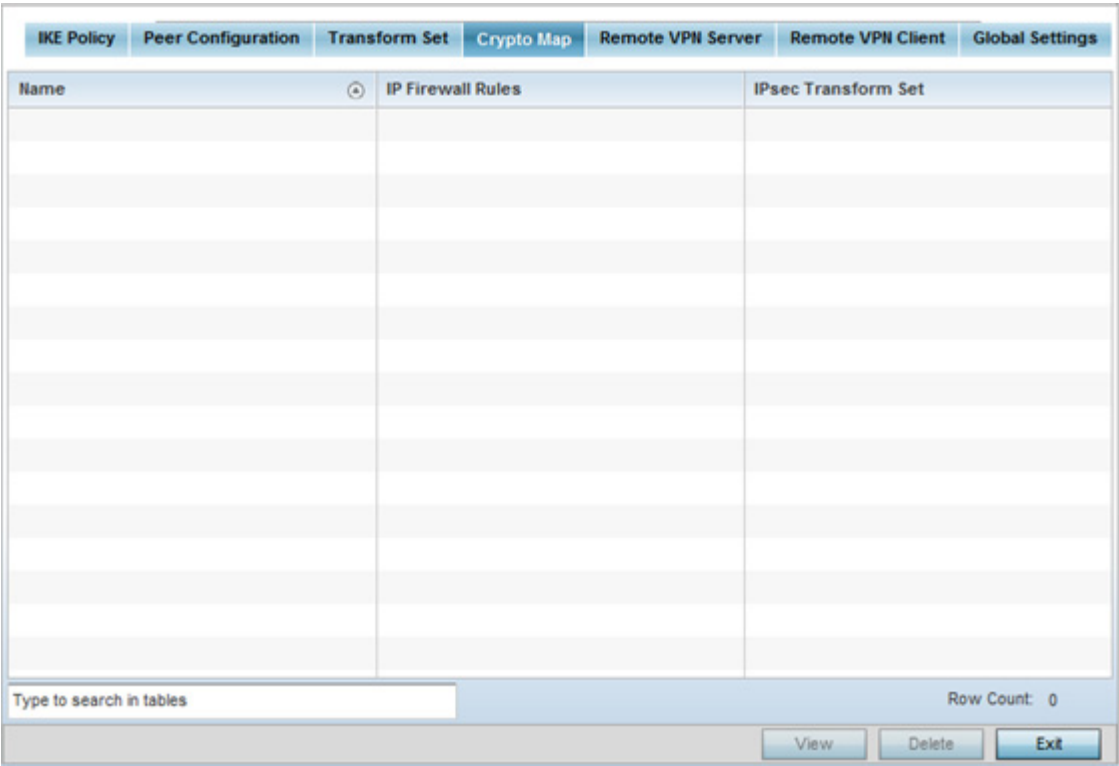 IKE Policy Peer Configuration Transform Set Crypto Map Remote VPN Server Remote VPN Client Global Settings
Name IP Firewall Rules IPsec Transform Set
Type to search in tables Row Count: 0
View Delete Exit